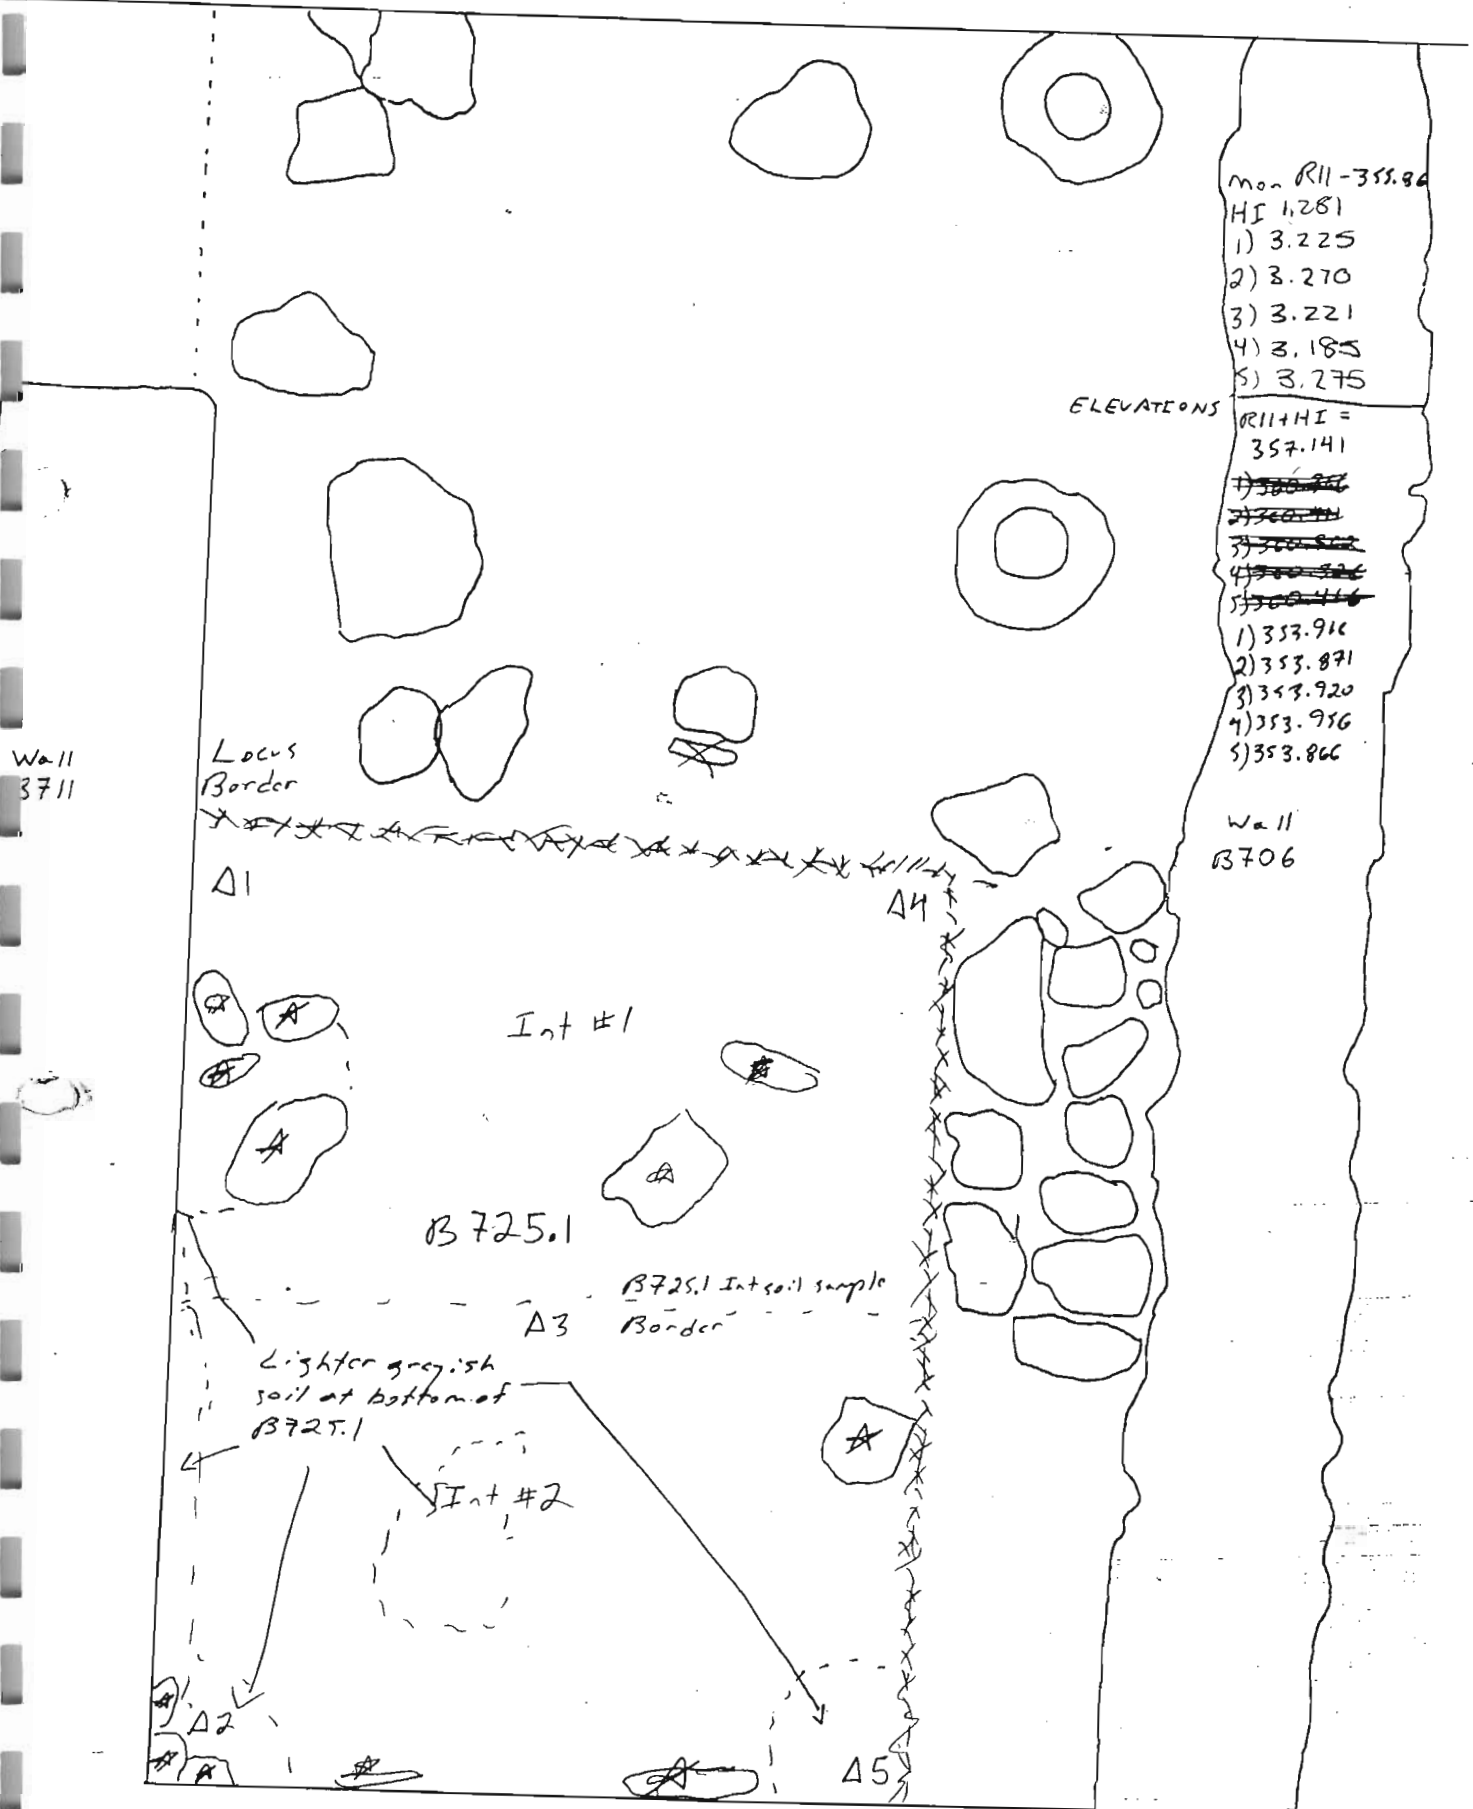 Mon R11-355.86
HI 1.281
1) 3.225
2) 3.270
3) 3.221
4) 3.185
5) 3.275
ELEVATIONS
R11+HI =
357.141
1) 353.916
2) 353.871
3) 353.920
4) 353.956
5) 353.866
Wall
B711
Locus
Border
Wall
B706
Δ1
Δ4
Int #1
B725.1
B725.1 Int soil sample
Border
Δ3
Lighter greyish
soil at bottom of
B725.1
Int #2
Δ2
Δ5